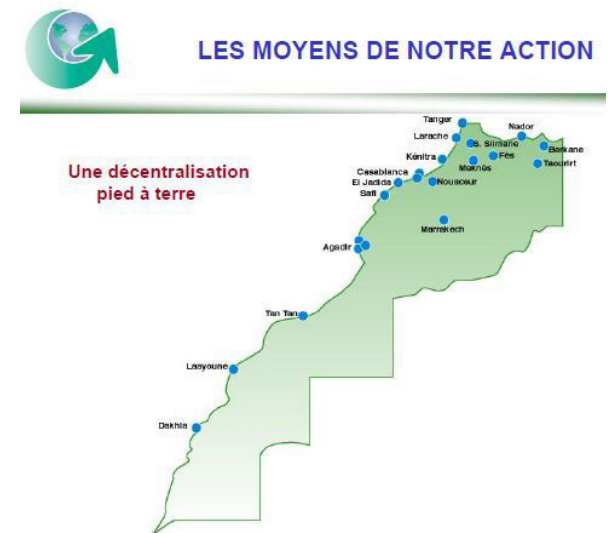 LES MOYENS DE NOTRE ACTION
Tanger
Nador
Larache
S. Slimane
Berkane
Kénitra
Fès
Meknès
Taourirt
Une décentralisation
pied à terre
Casablanca
El Jadida
Nouaceur
Safi
Marrakech
Agadir
Tan Tan
Laayoune
Dakhla